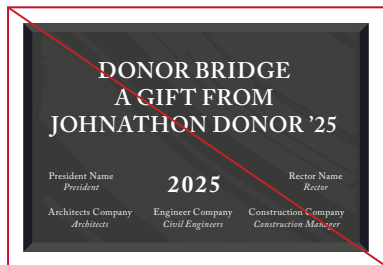 DONOR BRIDGE
A GIFT FROM
JOHNATHON DONOR ’25
President Name
President
2025
Rector Name
Rector
Architects Company
Architects
Engineer Company
Civil Engineers
Construction Company
Construction Manager